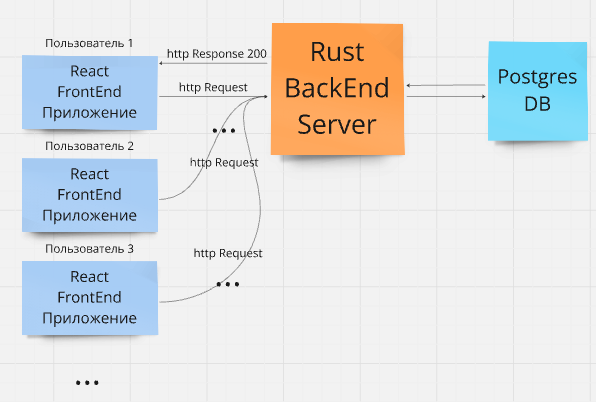 Пользователь 1
React
FrontEnd
Приложение
http Response 200
http Request
Rust
BackEnd
Server
Postgres
DB
...
Пользователь 2
React
FrontEnd
Приложение
http Request
Пользователь 3
React
FrontEnd
Приложение
http Request
...
...